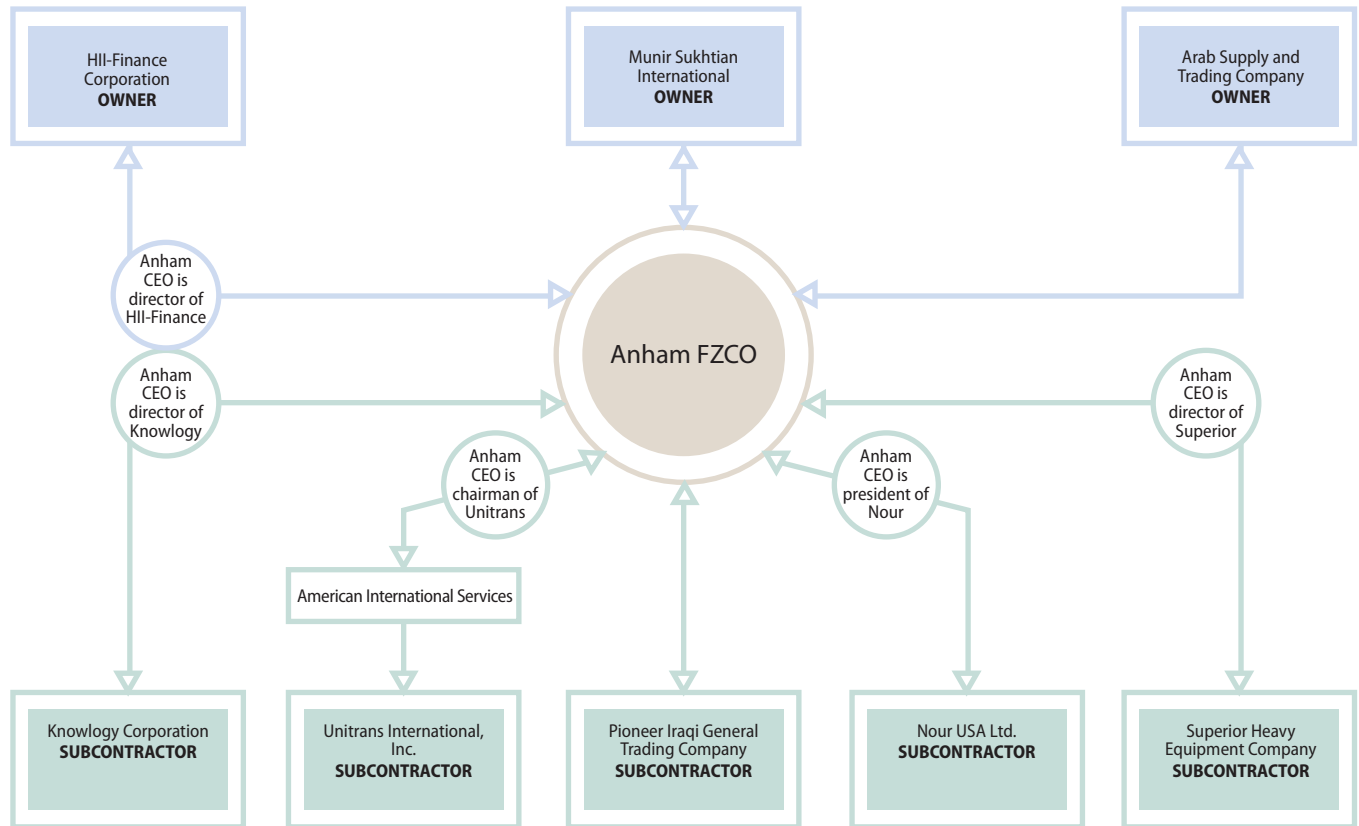 HII-Finance
Corporation
OWNER
Munir Sukhtian
International
OWNER
Arab Supply and
Trading Company
OWNER
Anham
CEO is
director of
HII-Finance
Anham FZCO
Anham
CEO is
director of
Knowlogy
Anham
CEO is
director of
Superior
Anham
CEO is
chairman of
Unitrans
Anham
CEO is
president of
Nour
American International Services
Knowlogy Corporation
SUBCONTRACTOR
Unitrans International,
Inc.
SUBCONTRACTOR
Pioneer Iraqi General
Trading Company
SUBCONTRACTOR
Nour USA Ltd.
SUBCONTRACTOR
Superior Heavy
Equipment Company
SUBCONTRACTOR